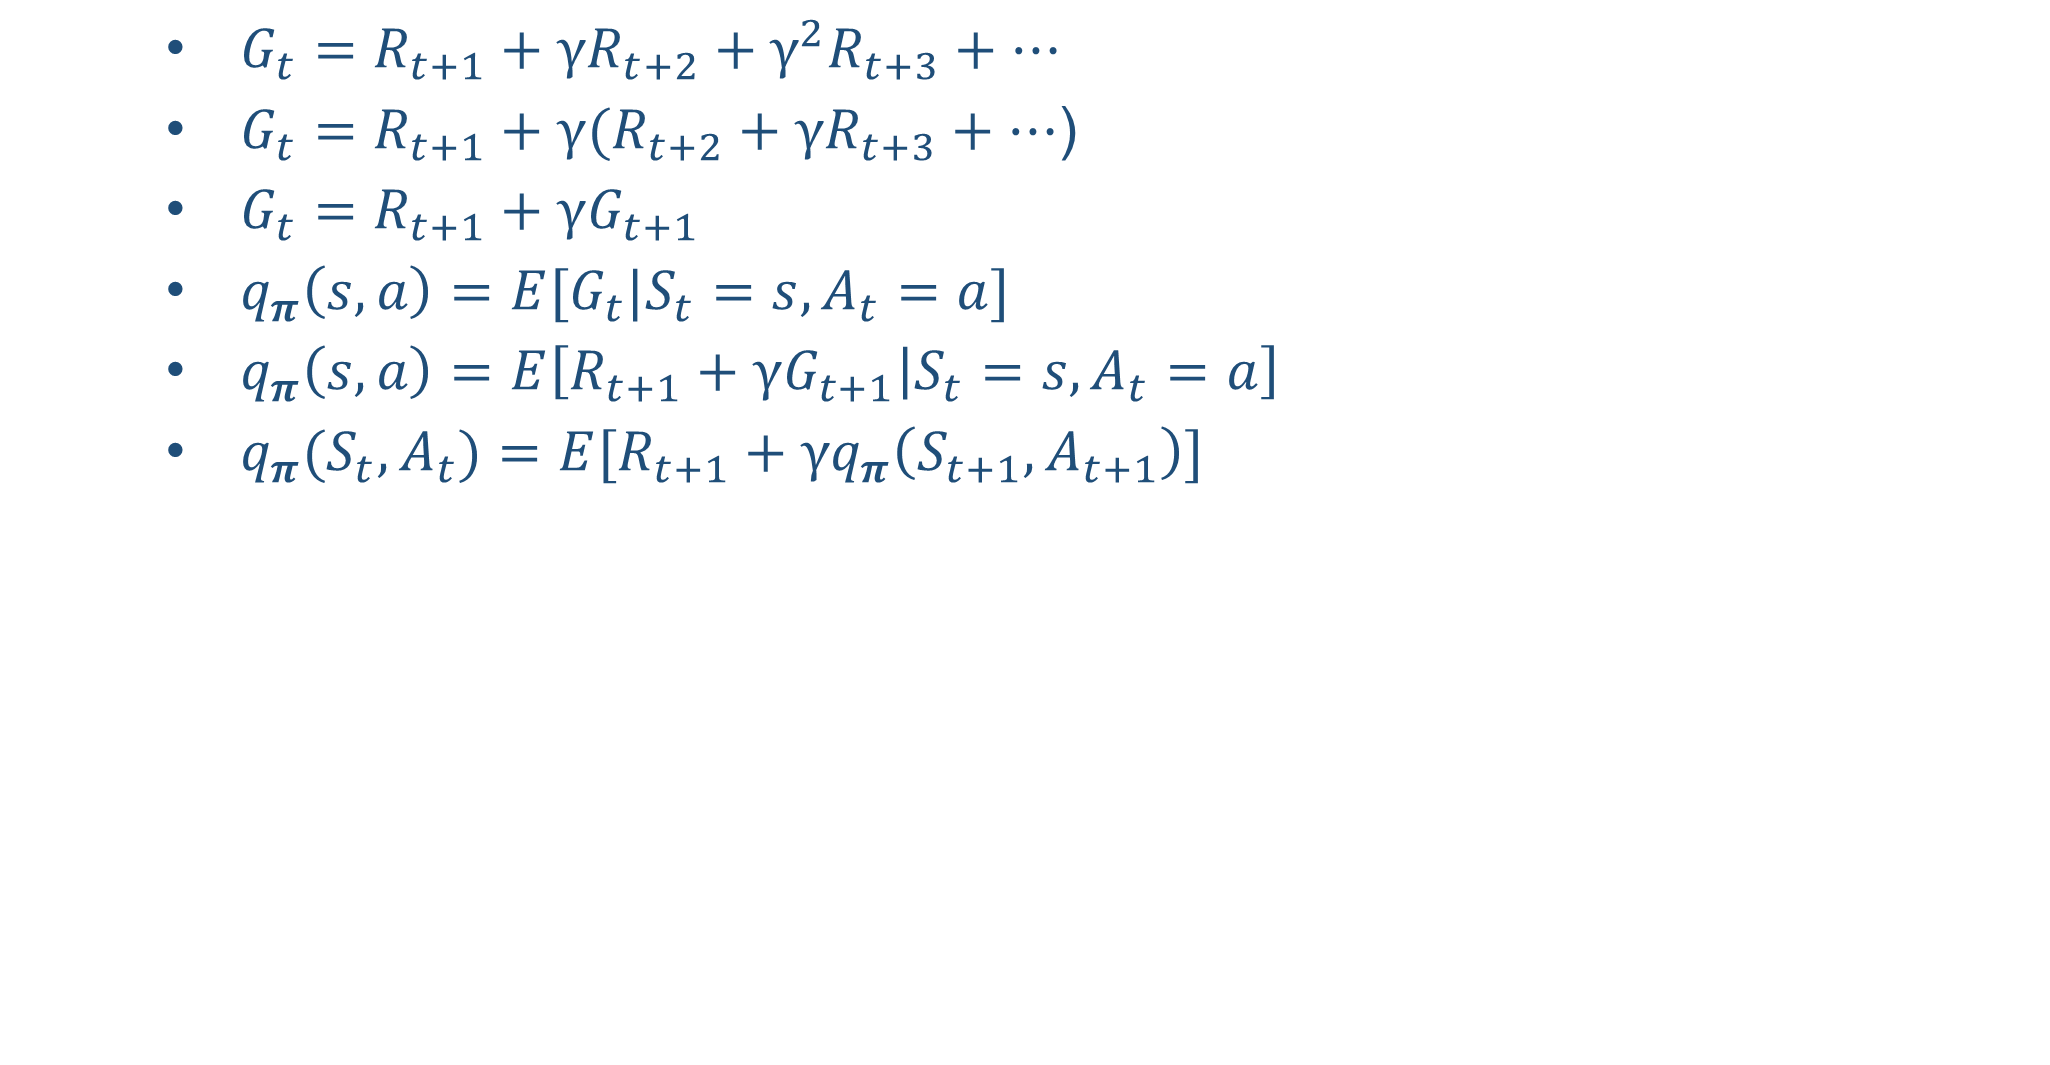 • G_t = R_{t+1} + γR_{t+2} + γ^2 R_{t+3} + ⋯
• G_t = R_{t+1} + γ(R_{t+2} + γR_{t+3} + ⋯)
• G_t = R_{t+1} + γG_{t+1}
• q_π(s, a) = E[G_t|S_t = s, A_t = a]
• q_π(s, a) = E[R_{t+1} + γG_{t+1}|S_t = s, A_t = a]
• q_π(S_t, A_t) = E[R_{t+1} + γq_π(S_{t+1}, A_{t+1})]